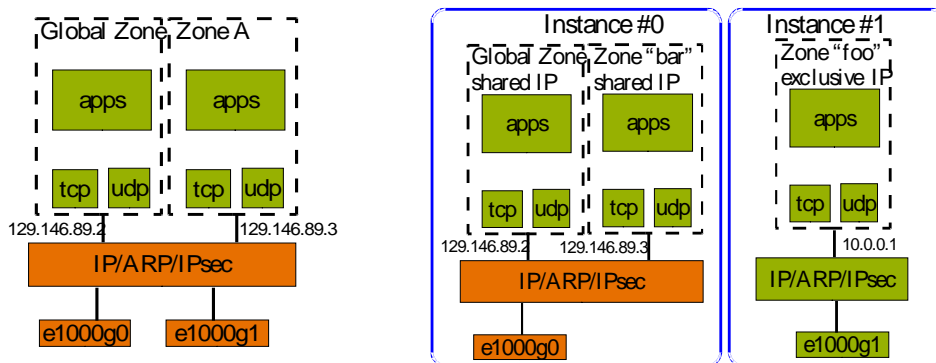 Global Zone Zone A
apps apps
tcp udp tcp udp
129.146.89.2 129.146.89.3
IP/ARP/IPsec
e1000g0 e1000g1
Instance #0
Global Zone Zone “bar”
shared IP shared IP
apps apps
tcp udp tcp udp
129.146.89.2 129.146.89.3
IP/ARP/IPsec
e1000g0
Instance #1
Zone “foo”
exclusive IP
apps
tcp udp
10.0.0.1
IP/ARP/IPsec
e1000g1